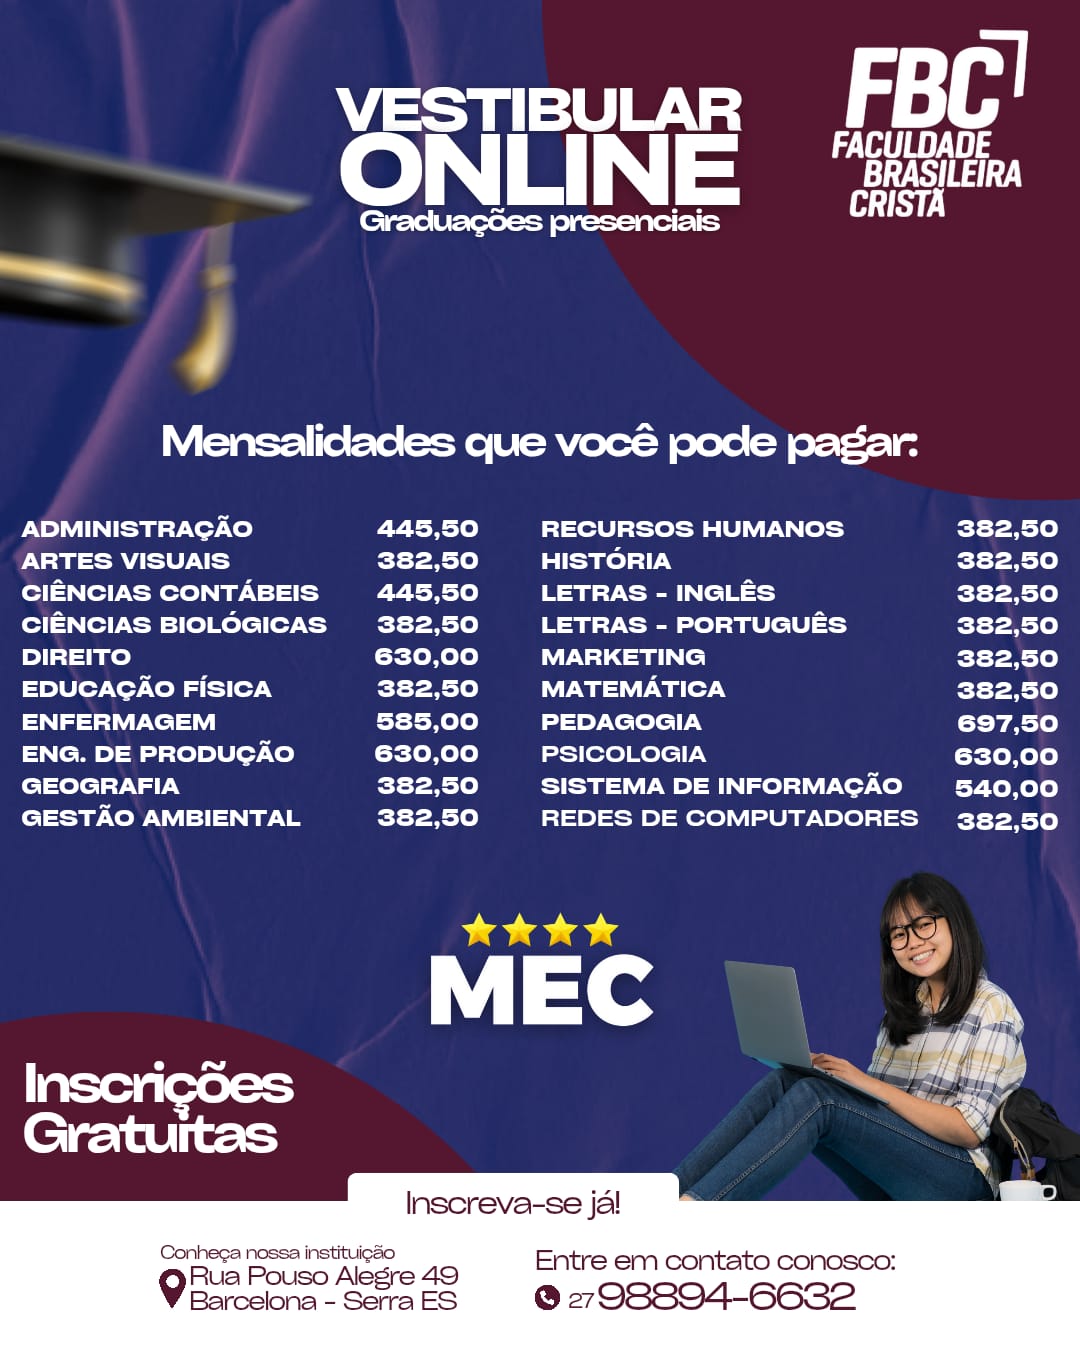 VESTIBULAR
ONLINE
Graduações presenciais
FBC
FACULDADE
BRASILEIRA
CRISTÃ
Mensalidades que você pode pagar:
ADMINISTRAÇÃO 445,50
ARTES VISUAIS 382,50
CIÊNCIAS CONTÁBEIS 445,50
CIÊNCIAS BIOLÓGICAS 382,50
DIREITO 630,00
EDUCAÇÃO FÍSICA 382,50
ENFERMAGEM 585,00
ENG. DE PRODUÇÃO 630,00
GEOGRAFIA 382,50
GESTÃO AMBIENTAL 382,50
RECURSOS HUMANOS 382,50
HISTÓRIA 382,50
LETRAS - INGLÊS 382,50
LETRAS - PORTUGUÊS 382,50
MARKETING 382,50
MATEMÁTICA 382,50
PEDAGOGIA 697,50
PSICOLOGIA 630,00
SISTEMA DE INFORMAÇÃO 540,00
REDES DE COMPUTADORES 382,50
MEC
Inscrições
Gratuitas
Inscreva-se já!
Conheça nossa instituição
Rua Pouso Alegre 49
Barcelona - Serra ES
Entre em contato conosco:
27 98894-6632